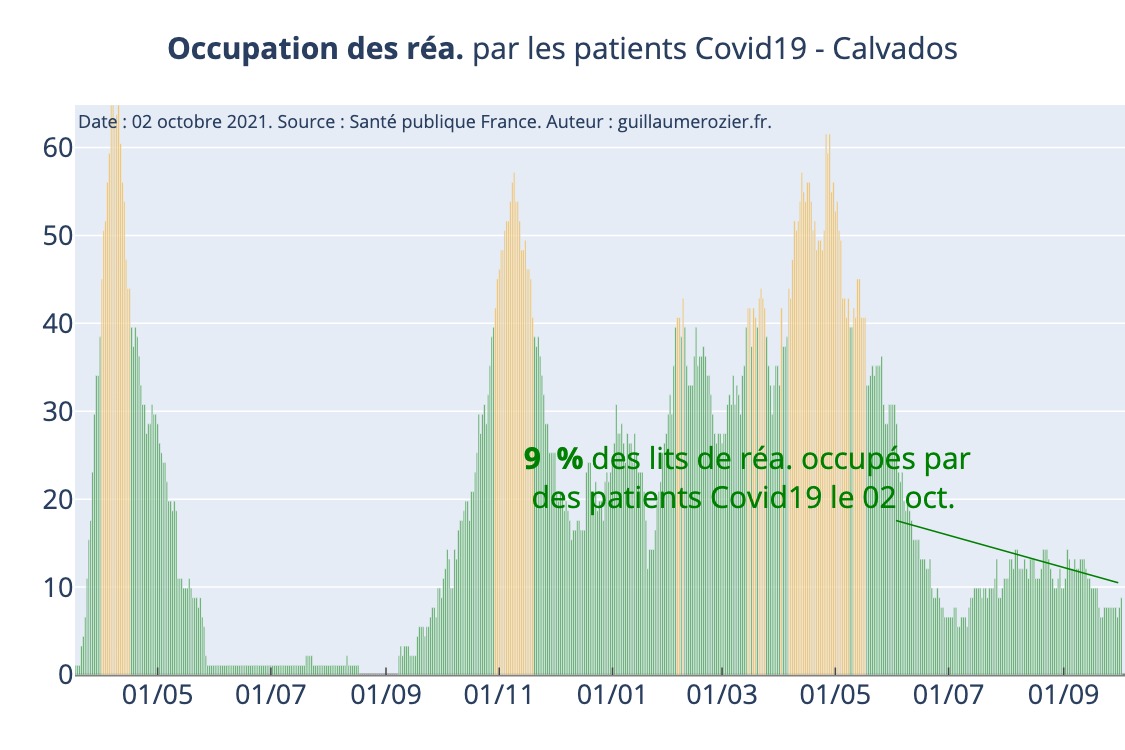 Occupation des réa. par les patients Covid19 - Calvados
Date : 02 octobre 2021. Source : Santé publique France. Auteur : guillaumerozier.fr.
60
50
40
30
9 % des lits de réa. occupés par
des patients Covid19 le 02 oct.
20
10
0
01/05 01/07 01/09 01/11 01/01 01/03 01/05 01/07 01/09